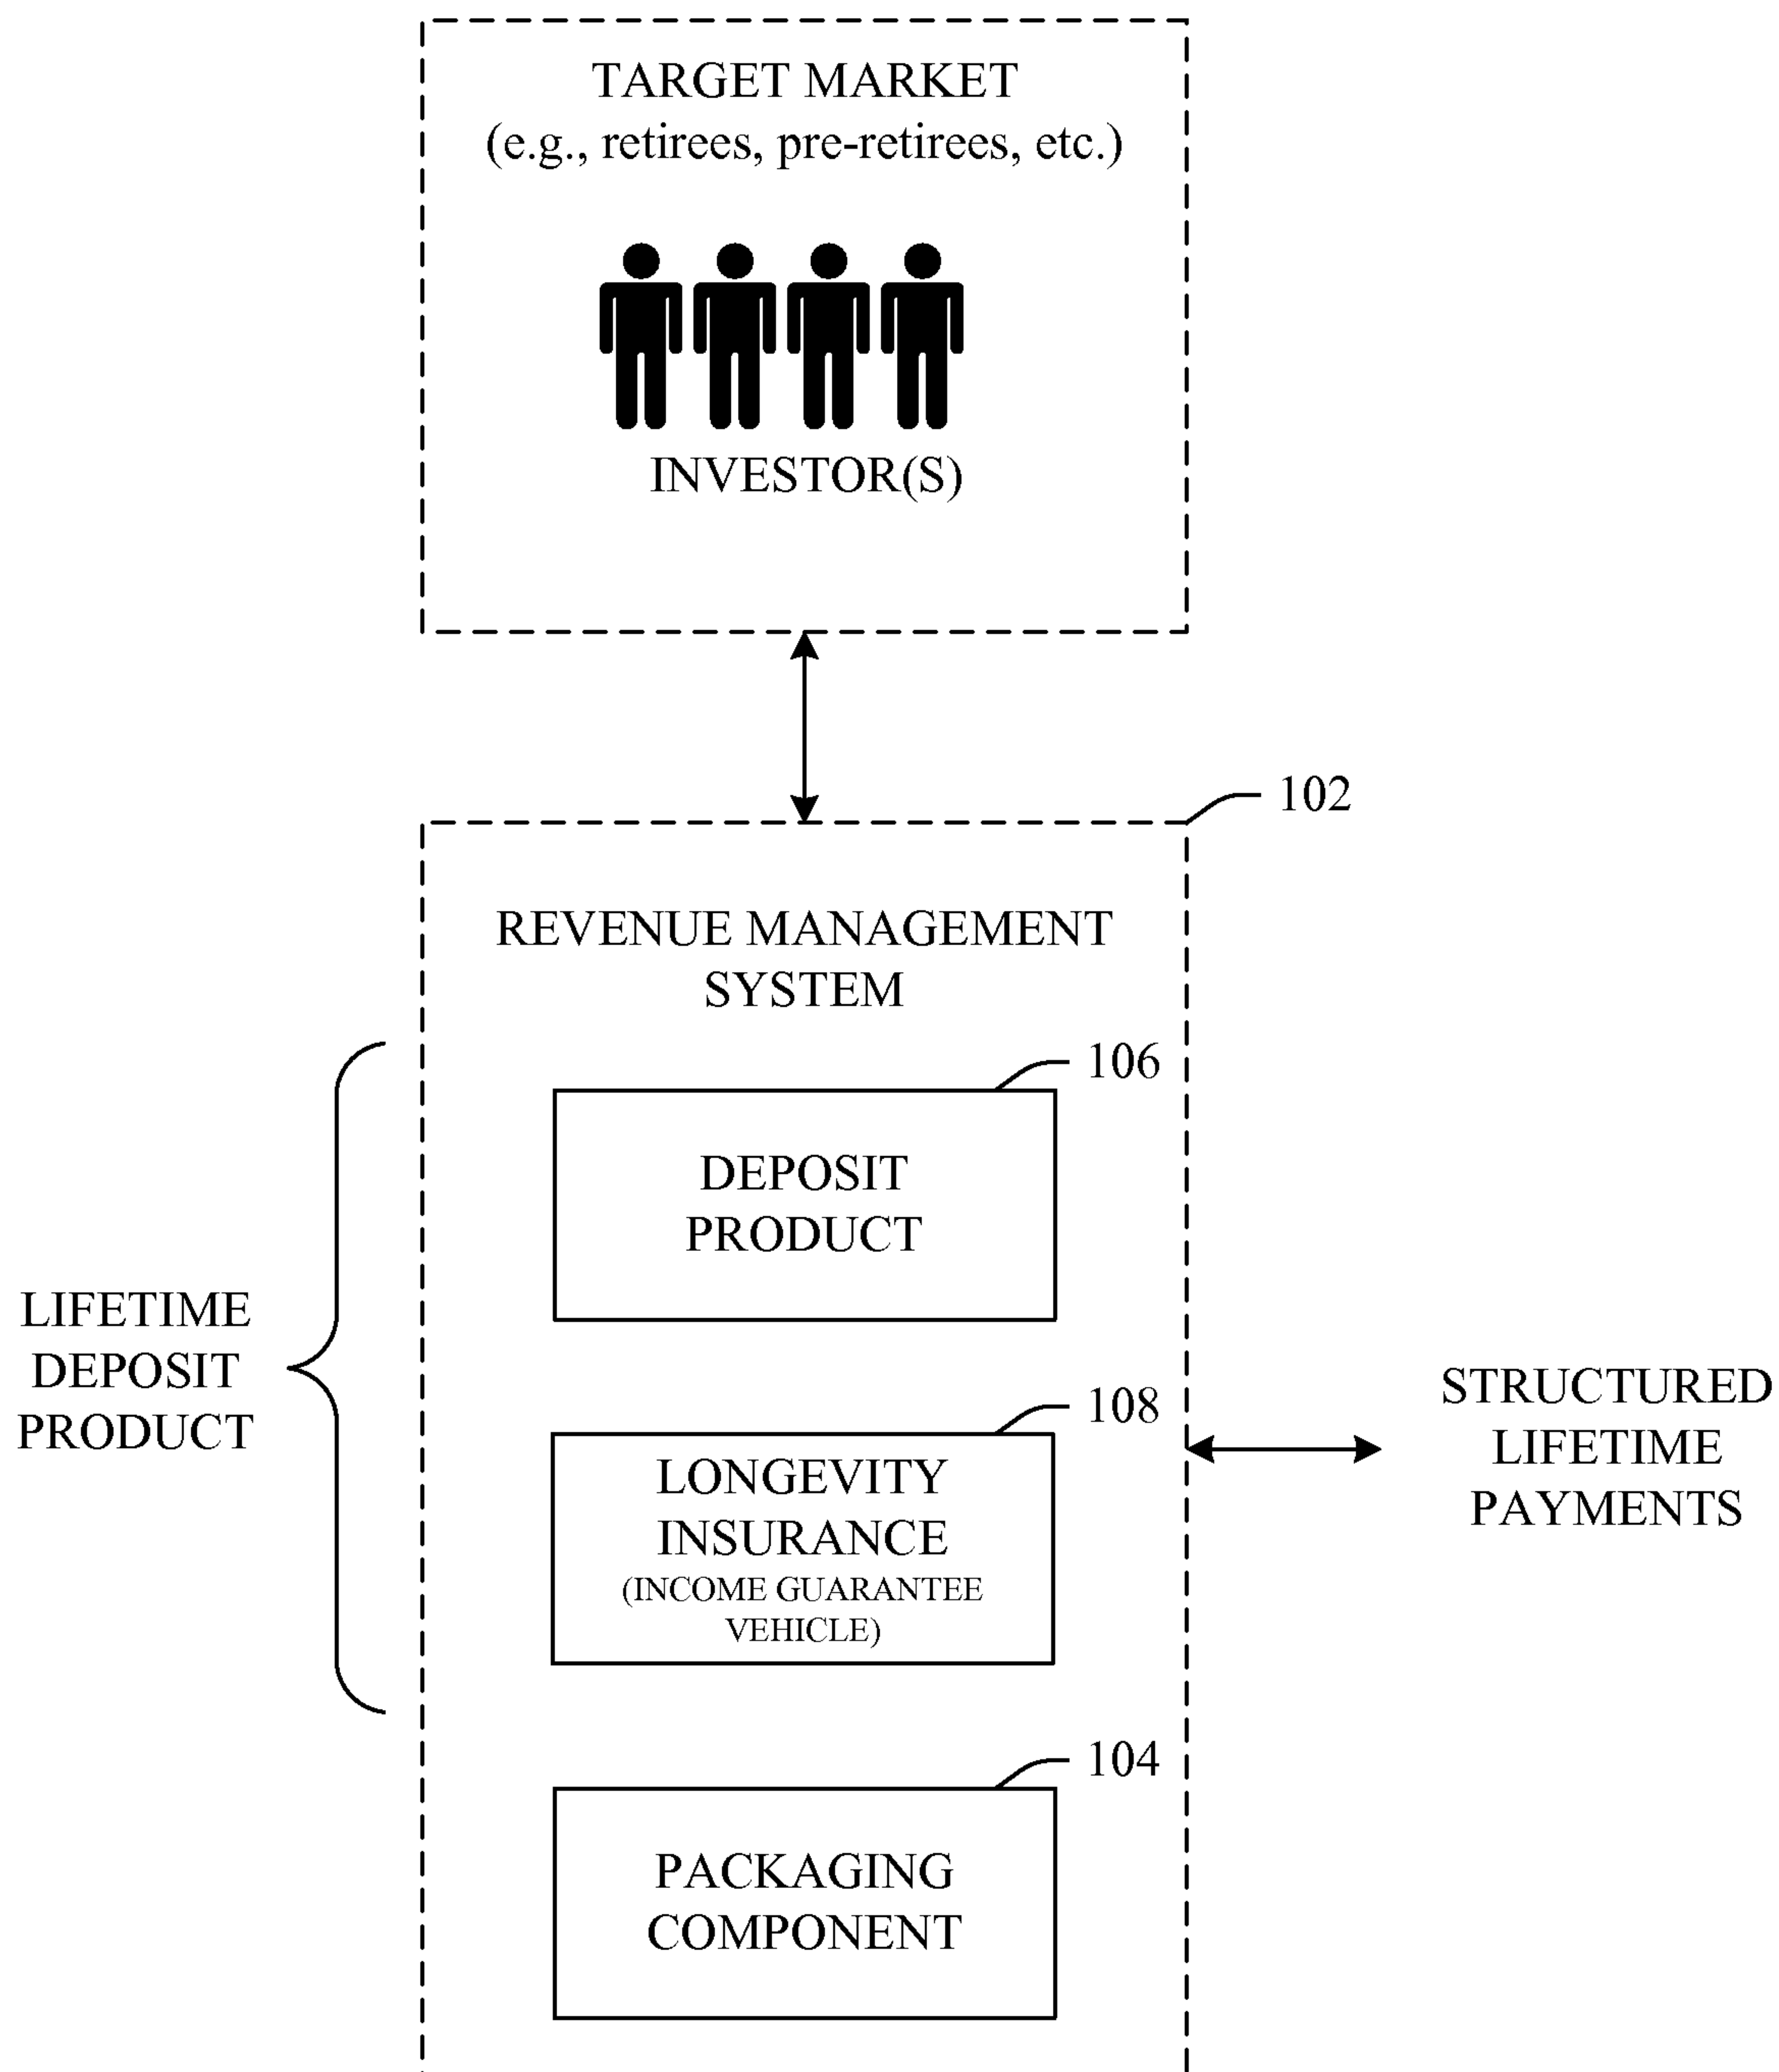 TARGET MARKET
(e.g., retirees, pre-retirees, etc.)
INVESTOR(S)
102
REVENUE MANAGEMENT
SYSTEM
106
DEPOSIT
PRODUCT
LIFETIME
DEPOSIT
PRODUCT
108
LONGEVITY
INSURANCE
(INCOME GUARANTEE
VEHICLE)
STRUCTURED
LIFETIME
PAYMENTS
104
PACKAGING
COMPONENT